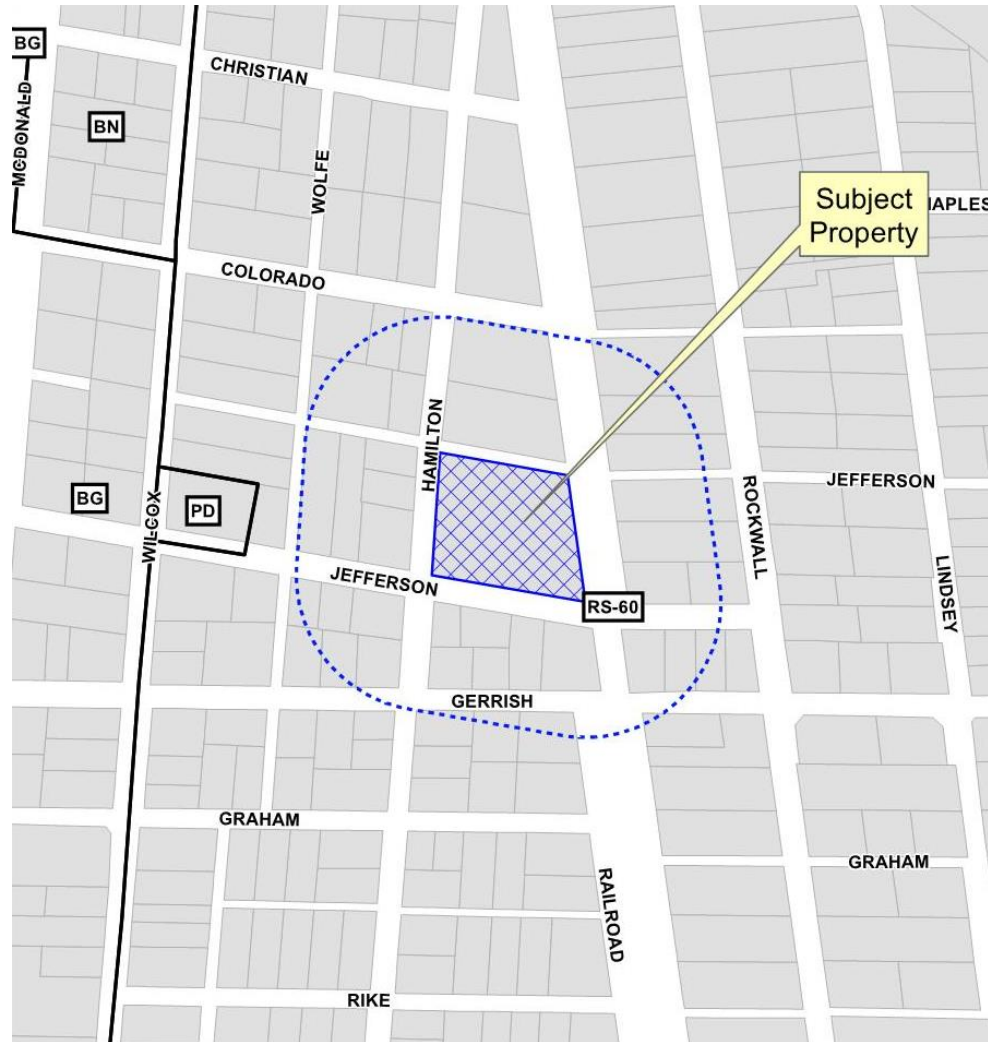 BG
CHRISTIAN
MCDONALD
BN
WOLFE
Subject
Property
COLORADO
HAMILTON
JEFFERSON
ROCKWALL
BG
PD
WILCOX
JEFFERSON
RS-60
LINDSEY
GERRISH
GRAHAM
GRAHAM
RAILROAD
RIKE